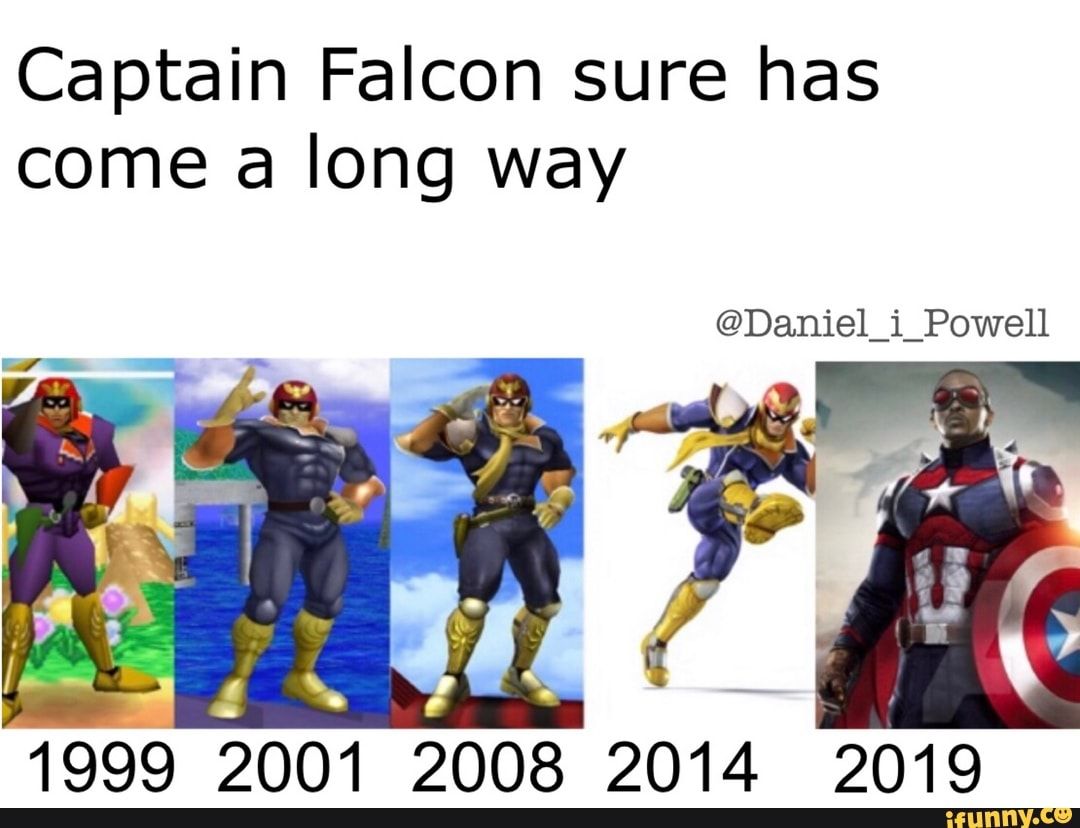 Captain Falcon sure has
come a long way
@Daniel_i_Powell
1999 2001 2008 2014 2019
ifunny.co